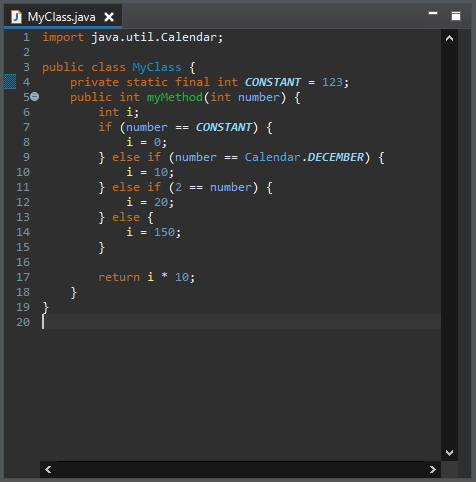 MyClass.java
1 import java.util.Calendar;
2
3 public class MyClass {
4     private static final int CONSTANT = 123;
5     public int myMethod(int number) {
6         int i;
7         if (number == CONSTANT) {
8             i = 0;
9         } else if (number == Calendar.DECEMBER) {
10             i = 10;
11         } else if (2 == number) {
12             i = 20;
13         } else {
14             i = 150;
15         }
16
17         return i * 10;
18     }
19 }
20